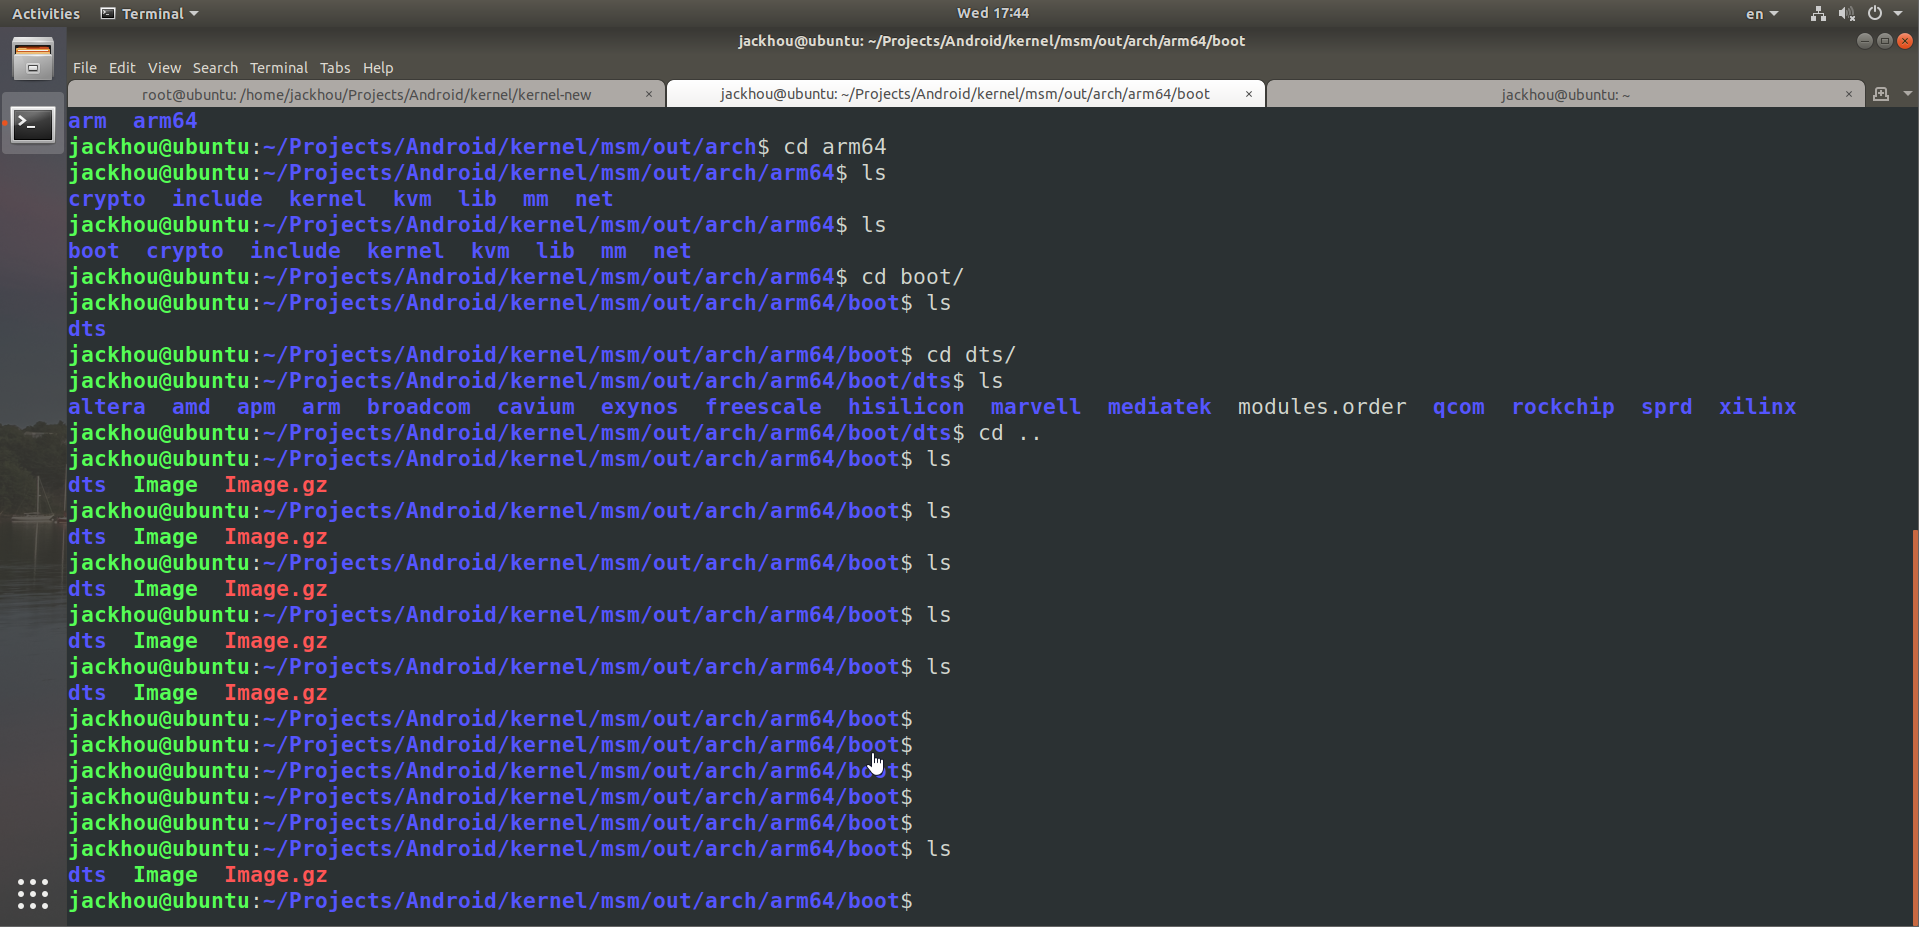 Activities Terminal Wed 17:44 en
jackhou@ubuntu: ~/Projects/Android/kernel/msm/out/arch/arm64/boot
File Edit View Search Terminal Tabs Help
root@ubuntu: /home/jackhou/Projects/Android/kernel/kernel-new × jackhou@ubuntu: ~/Projects/Android/kernel/msm/out/arch/arm64/boot × jackhou@ubuntu: ~ ×
arm  arm64
jackhou@ubuntu:~/Projects/Android/kernel/msm/out/arch$ cd arm64
jackhou@ubuntu:~/Projects/Android/kernel/msm/out/arch/arm64$ ls
crypto  include  kernel  kvm  lib  mm  net
jackhou@ubuntu:~/Projects/Android/kernel/msm/out/arch/arm64$ ls
boot  crypto  include  kernel  kvm  lib  mm  net
jackhou@ubuntu:~/Projects/Android/kernel/msm/out/arch/arm64$ cd boot/
jackhou@ubuntu:~/Projects/Android/kernel/msm/out/arch/arm64/boot$ ls
dts
jackhou@ubuntu:~/Projects/Android/kernel/msm/out/arch/arm64/boot$ cd dts/
jackhou@ubuntu:~/Projects/Android/kernel/msm/out/arch/arm64/boot/dts$ ls
altera  amd  apm  arm  broadcom  cavium  exynos  freescale  hisilicon  marvell  mediatek  modules.order  qcom  rockchip  sprd  xilinx
jackhou@ubuntu:~/Projects/Android/kernel/msm/out/arch/arm64/boot/dts$ cd ..
jackhou@ubuntu:~/Projects/Android/kernel/msm/out/arch/arm64/boot$ ls
dts  Image  Image.gz
jackhou@ubuntu:~/Projects/Android/kernel/msm/out/arch/arm64/boot$ ls
dts  Image  Image.gz
jackhou@ubuntu:~/Projects/Android/kernel/msm/out/arch/arm64/boot$ ls
dts  Image  Image.gz
jackhou@ubuntu:~/Projects/Android/kernel/msm/out/arch/arm64/boot$ ls
dts  Image  Image.gz
jackhou@ubuntu:~/Projects/Android/kernel/msm/out/arch/arm64/boot$ ls
dts  Image  Image.gz
jackhou@ubuntu:~/Projects/Android/kernel/msm/out/arch/arm64/boot$
jackhou@ubuntu:~/Projects/Android/kernel/msm/out/arch/arm64/boot$
jackhou@ubuntu:~/Projects/Android/kernel/msm/out/arch/arm64/boot$
jackhou@ubuntu:~/Projects/Android/kernel/msm/out/arch/arm64/boot$
jackhou@ubuntu:~/Projects/Android/kernel/msm/out/arch/arm64/boot$
jackhou@ubuntu:~/Projects/Android/kernel/msm/out/arch/arm64/boot$ ls
dts  Image  Image.gz
jackhou@ubuntu:~/Projects/Android/kernel/msm/out/arch/arm64/boot$